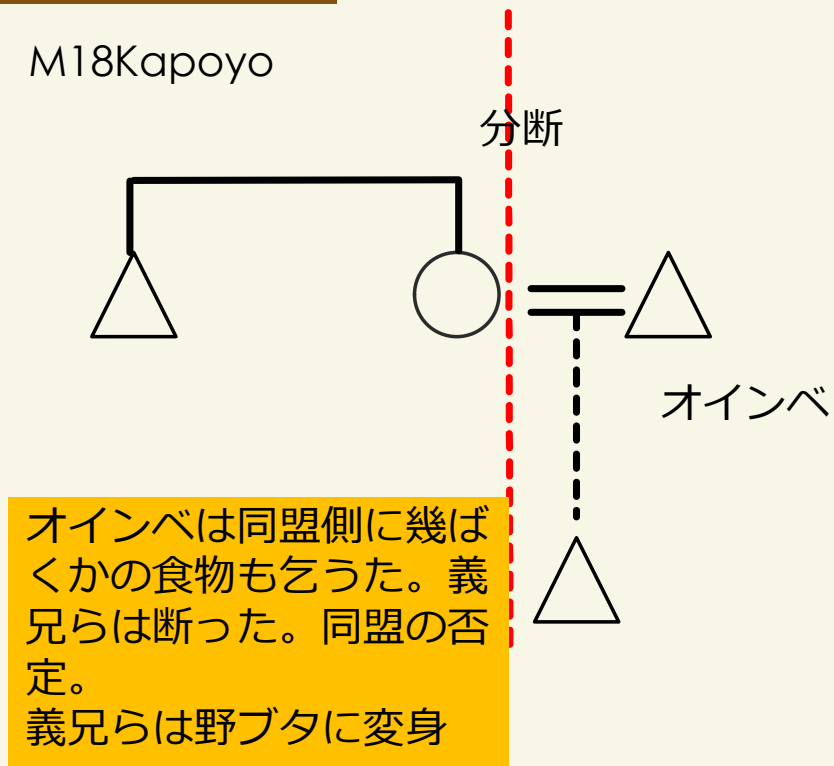 M18Kapoyo
分断
オインベ
オインベは同盟側に幾ば
くかの食物も乞うた。義
兄らは断った。同盟の否
定。
義兄らは野ブタに変身